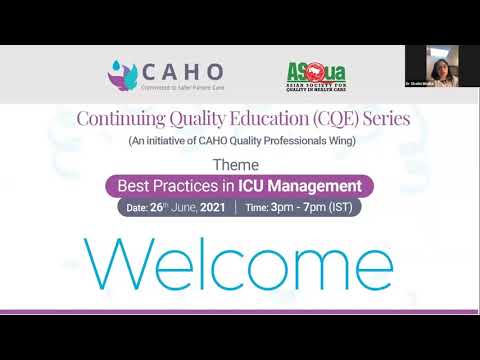 CAHO
Committed to Safer Patient Care
ASQua
ASIAN SOCIETY FOR
QUALITY IN HEALTH CARE
Continuing Quality Education (CQE) Series
(An initiative of CAHO Quality Professionals Wing)
Theme
Best Practices in ICU Management
Date: 26th June, 2021 | Time: 3pm - 7pm (IST)
Welcome